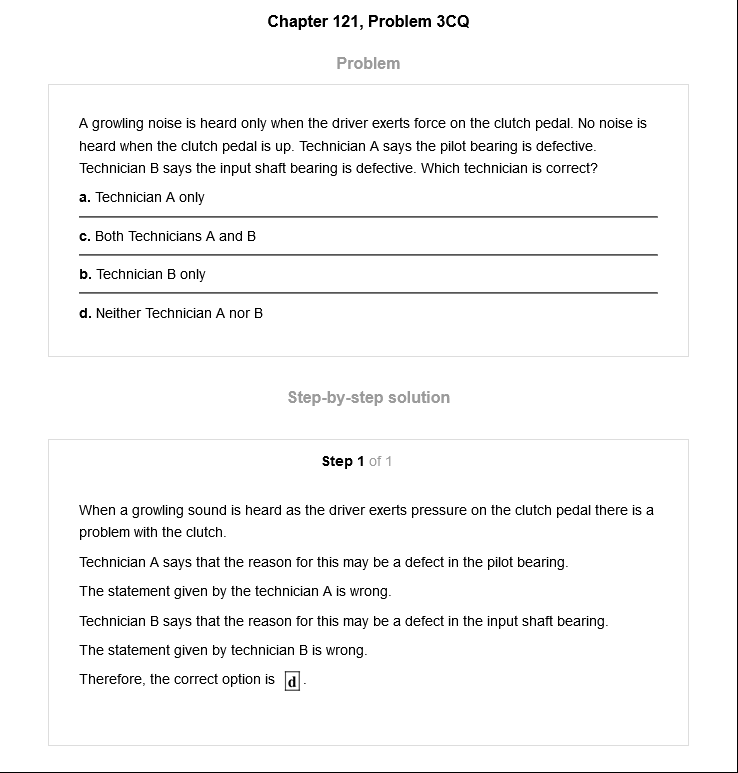 Chapter 121, Problem 3CQ
Problem
A growling noise is heard only when the driver exerts force on the clutch pedal. No noise is
heard when the clutch pedal is up. Technician A says the pilot bearing is defective.
Technician B says the input shaft bearing is defective. Which technician is correct?
a. Technician A only
c. Both Technicians A and B
b. Technician B only
d. Neither Technician A nor B
Step-by-step solution
Step 1 of 1
When a growling sound is heard as the driver exerts pressure on the clutch pedal there is a
problem with the clutch.
Technician A says that the reason for this may be a defect in the pilot bearing.
The statement given by the technician A is wrong.
Technician B says that the reason for this may be a defect in the input shaft bearing.
The statement given by technician B is wrong.
Therefore, the correct option is d.